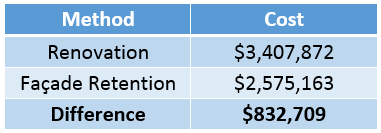 Method Cost
Renovation $3,407,872
Façade Retention $2,575,163
Difference $832,709